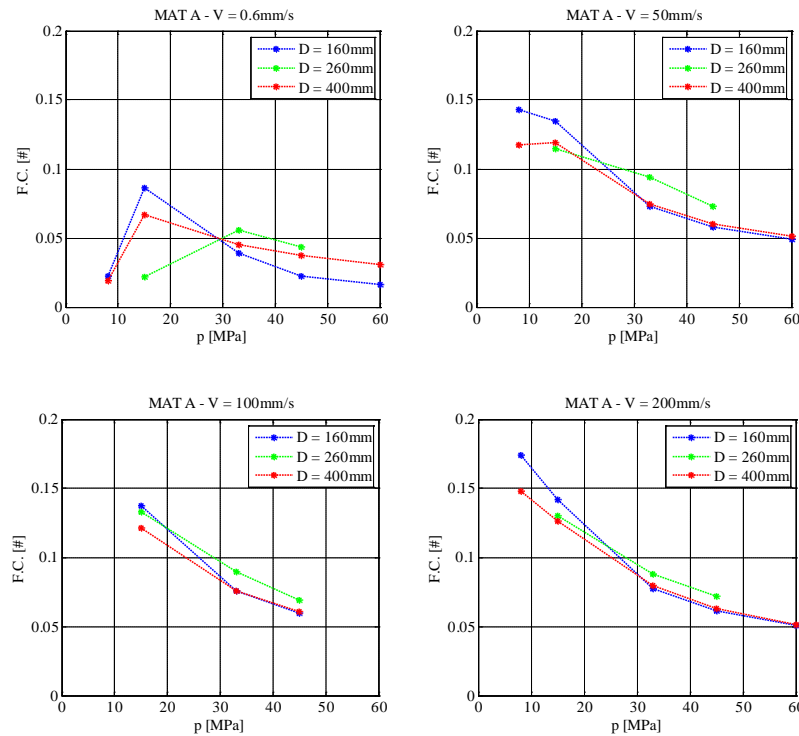 MAT A - V = 0.6mm/s
0.2
0.15
0.1
0.05
0
F.C. [#]
0 10 20 30 40 50 60
p [MPa]
D = 160mm
D = 260mm
D = 400mm
MAT A - V = 50mm/s
0.2
0.15
0.1
0.05
0
F.C. [#]
0 10 20 30 40 50 60
p [MPa]
D = 160mm
D = 260mm
D = 400mm
MAT A - V = 100mm/s
0.2
0.15
0.1
0.05
0
F.C. [#]
0 10 20 30 40 50 60
p [MPa]
D = 160mm
D = 260mm
D = 400mm
MAT A - V = 200mm/s
0.2
0.15
0.1
0.05
0
F.C. [#]
0 10 20 30 40 50 60
p [MPa]
D = 160mm
D = 260mm
D = 400mm